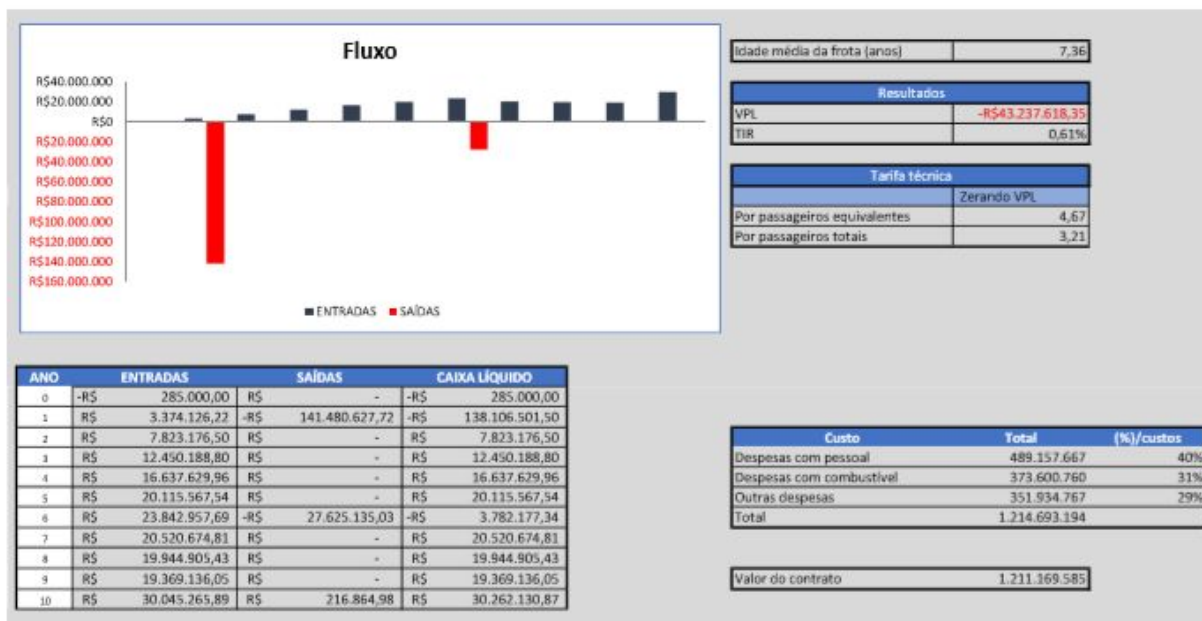 Fluxo
R$40.000.000
R$20.000.000
R$0
R$20.000.000
R$40.000.000
R$60.000.000
R$80.000.000
R$100.000.000
R$120.000.000
R$140.000.000
R$160.000.000
ENTRADAS SAÍDAS
Idade média da frota (anos) 7,36
Resultados
VPL -R$43.237.618,35
TIR 0,61%
Tarifa técnica
Zerando VPL
Por passageiros equivalentes 4,67
Por passageiros totais 3,21
ANO ENTRADAS SAÍDAS CAIXA LÍQUIDO
0 -R$ 285.000,00 R$ - -R$ 285.000,00
1 R$ 3.374.126,22 -R$ 141.480.627,72 -R$ 138.106.501,50
2 R$ 7.823.176,50 R$ - R$ 7.823.176,50
3 R$ 12.450.188,80 R$ - R$ 12.450.188,80
4 R$ 16.637.629,96 R$ - R$ 16.637.629,96
5 R$ 20.115.567,54 R$ - R$ 20.115.567,54
6 R$ 23.842.957,69 -R$ 27.625.135,03 -R$ 3.782.177,34
7 R$ 20.520.674,81 R$ - R$ 20.520.674,81
8 R$ 19.944.905,43 R$ - R$ 19.944.905,43
9 R$ 19.369.136,05 R$ - R$ 19.369.136,05
10 R$ 30.045.265,89 R$ 216.864,98 R$ 30.262.130,87
Custo Total (%)/custos
Despesas com pessoal 489.157.667 40%
Despesas com combustível 373.600.760 31%
Outras despesas 351.934.767 29%
Total 1.214.693.194
Valor do contrato 1.211.169.585